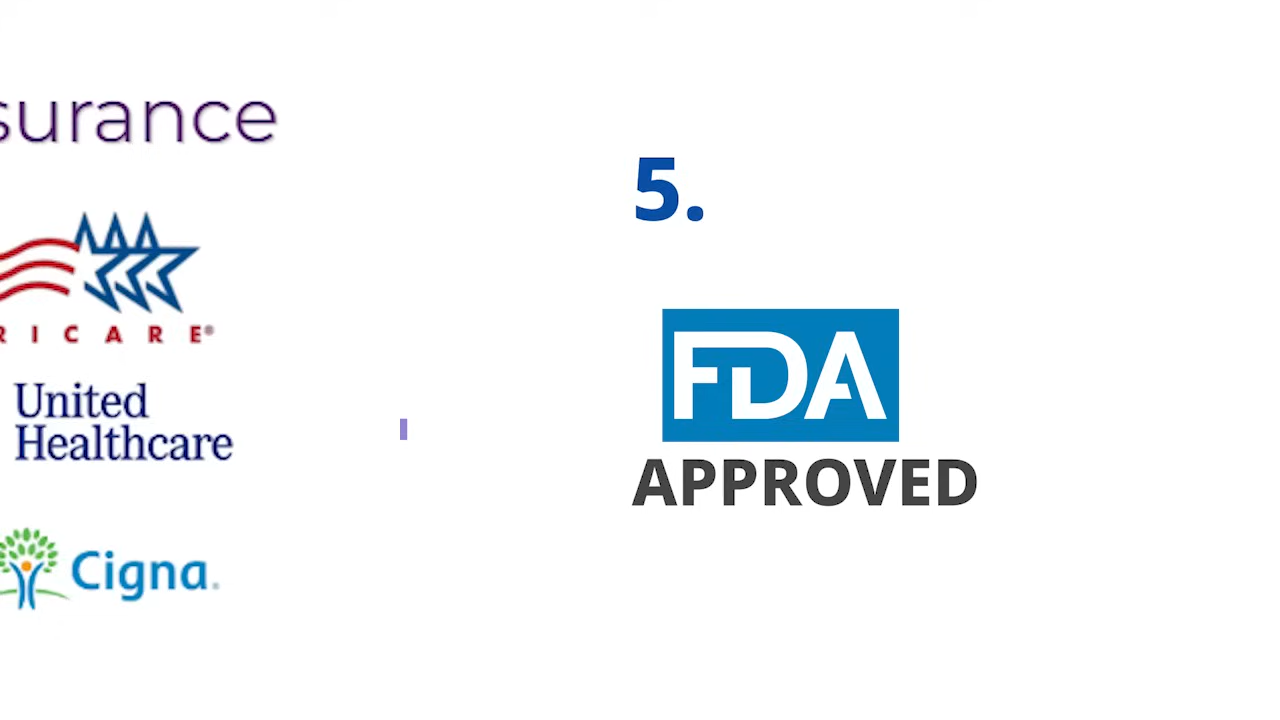 surance
RICARE®
United
Healthcare
Cigna.
5.
FDA
APPROVED